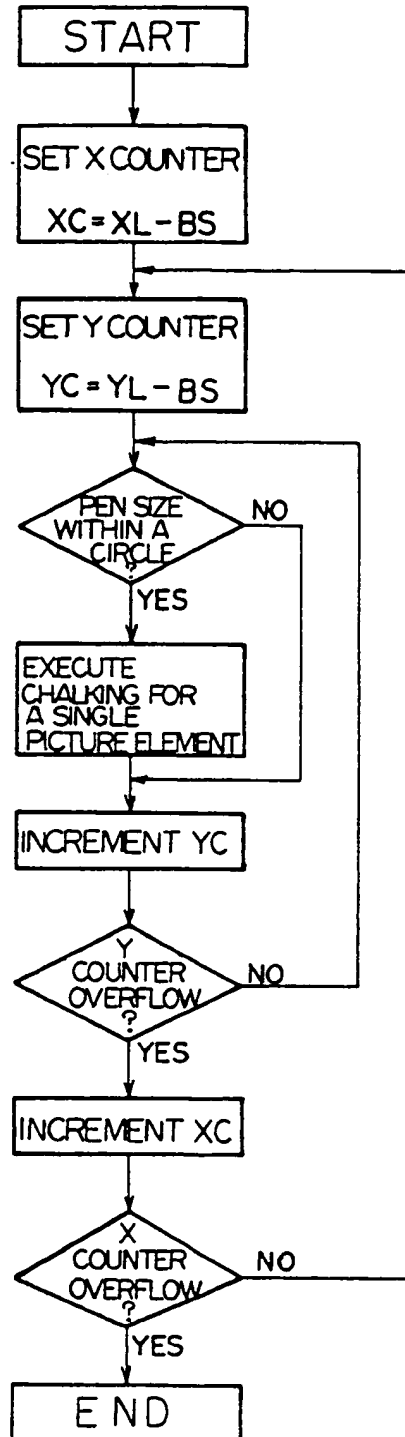 START
SET X COUNTER
XC=XL-BS
SET Y COUNTER
YC=YL-BS
PEN SIZE
WITHIN A
CIRCLE
?
NO
YES
EXECUTE
CHALKING FOR
A SINGLE
PICTURE ELEMENT
INCREMENT YC
Y
COUNTER
OVERFLOW
?
NO
YES
INCREMENT XC
X
COUNTER
OVERFLOW
?
NO
YES
END